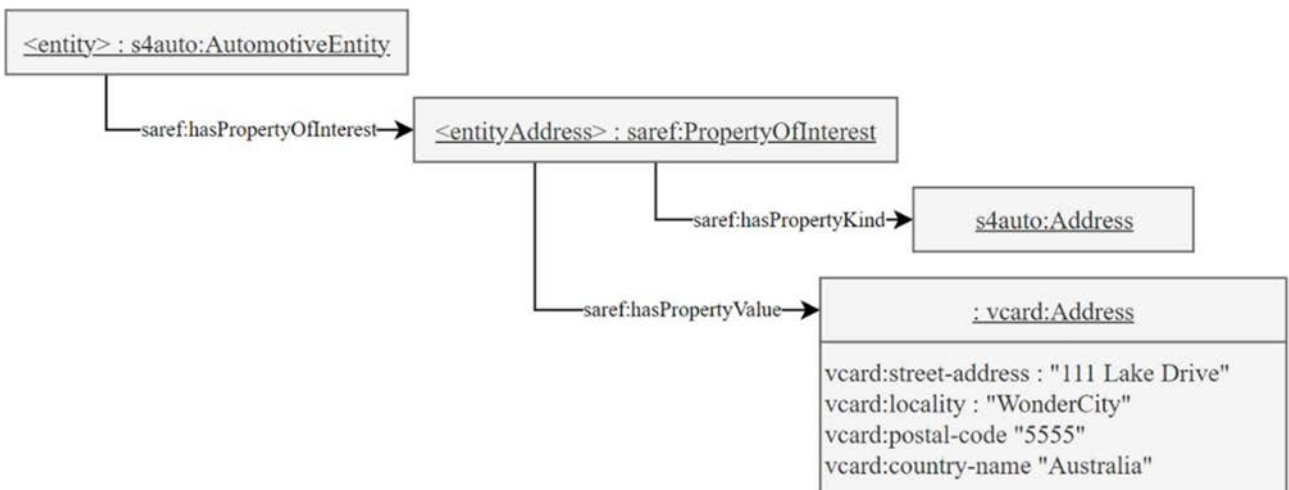 <entity> : s4auto:AutomotiveEntity
saref:hasPropertyOfInterest
<entityAddress> : saref:PropertyOfInterest
saref:hasPropertyKind
s4auto:Address
saref:hasPropertyValue
: vcard:Address
vcard:street-address : "111 Lake Drive"
vcard:locality : "WonderCity"
vcard:postal-code "5555"
vcard:country-name "Australia"